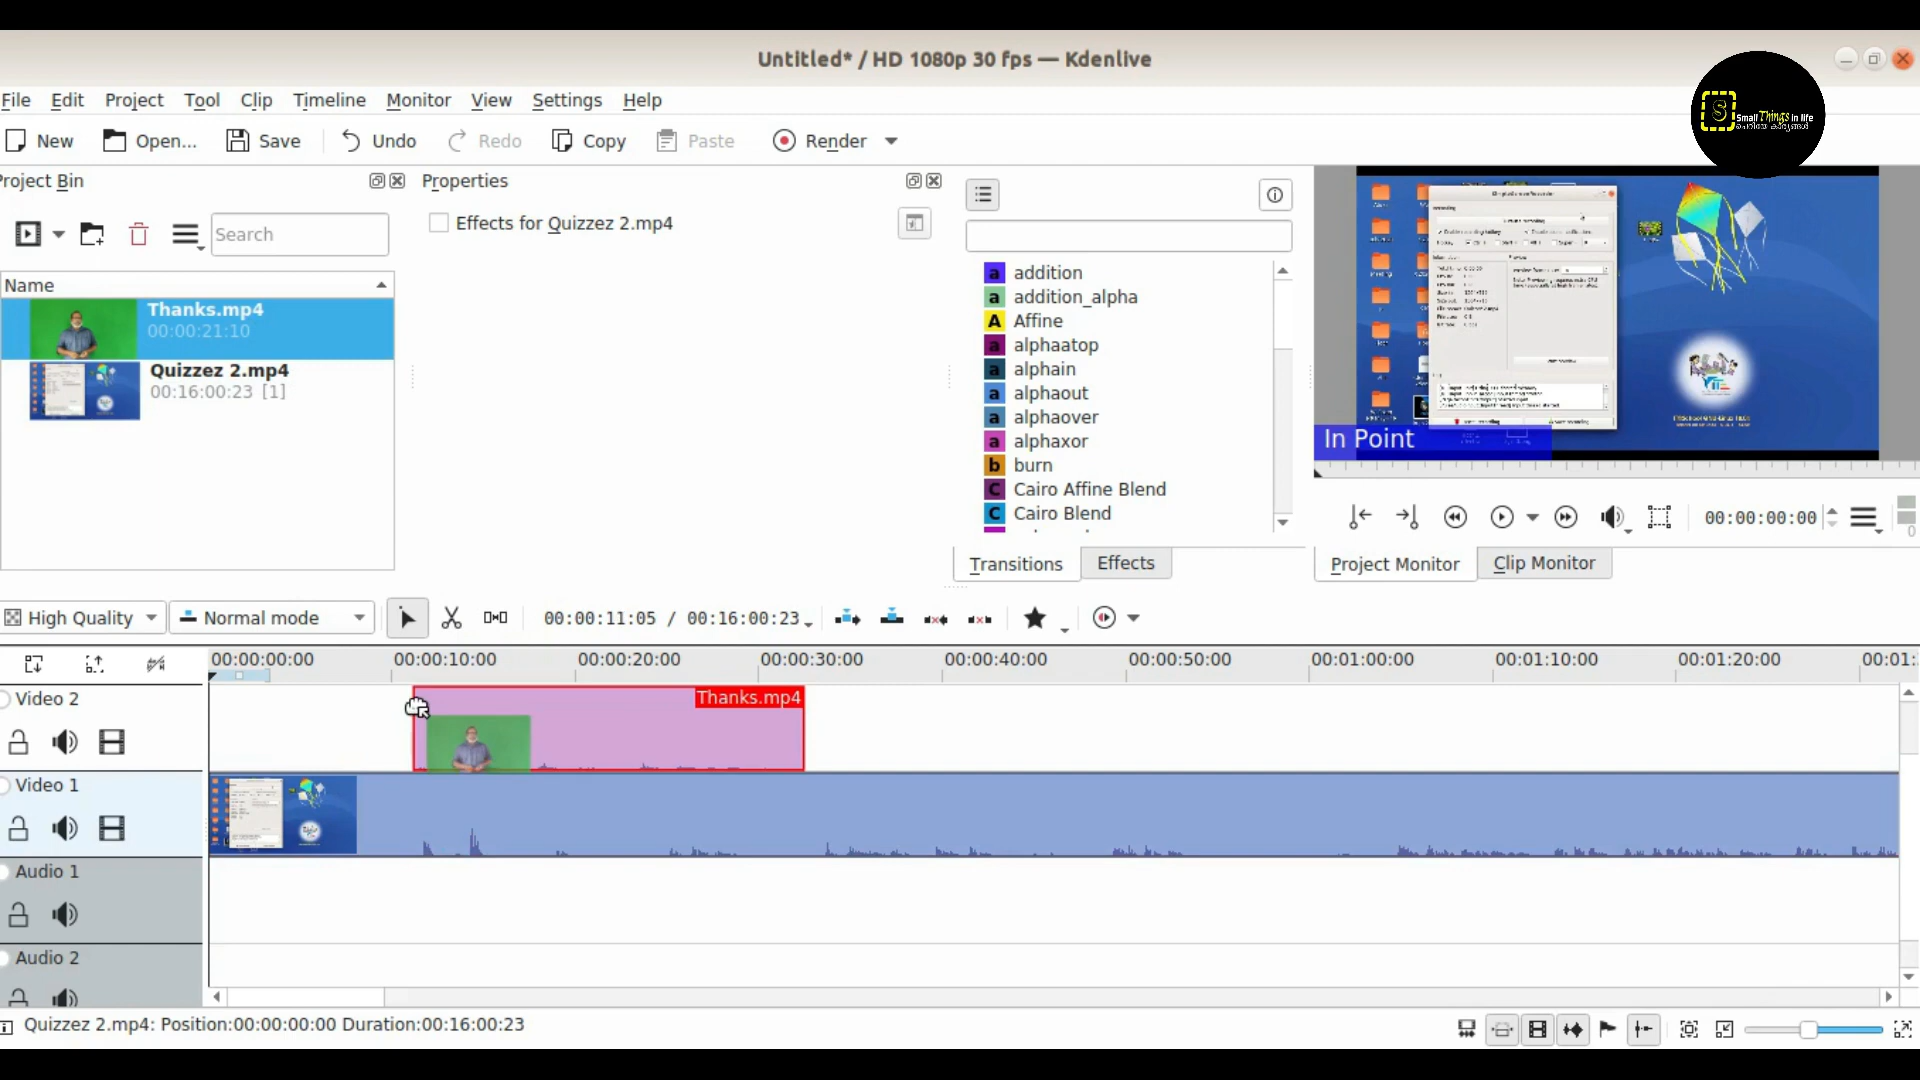 Untitled* / HD 1080p 30 fps — Kdenlive
File Edit Project Tool Clip Timeline Monitor View Settings Help
Small Things in life
New Open... Save Undo Redo Copy Paste Render
Project Bin
Properties
Search
Effects for Quizzez 2.mp4
Name
Thanks.mp4
00:00:21:10
Quizzez 2.mp4
00:16:00:23 [1]
addition
addition_alpha
Affine
alphaatop
alphain
alphaout
alphaover
alphaxor
burn
Cairo Affine Blend
Cairo Blend
Transitions Effects
In Point
00:00:00:00
Project Monitor Clip Monitor
High Quality Normal mode 00:00:11:05 / 00:16:00:23
00:00:00:00 00:00:10:00 00:00:20:00 00:00:30:00 00:00:40:00 00:00:50:00 00:01:00:00 00:01:10:00 00:01:20:00 00:01:
Video 2
Thanks.mp4
Video 1
Audio 1
Audio 2
Quizzez 2.mp4: Position:00:00:00:00 Duration:00:16:00:23